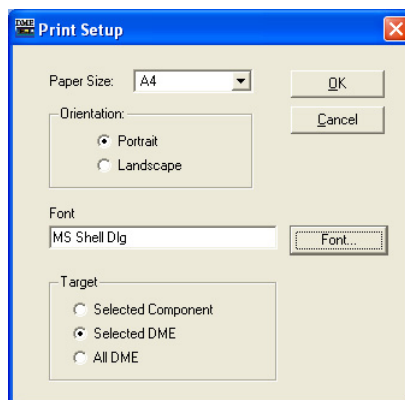 DME
Print Setup
Paper Size: A4
OK
Orientation:
Portrait
Cancel
Landscape
Font
MS Shell Dlg
Font...
Target
Selected Component
Selected DME
All DME